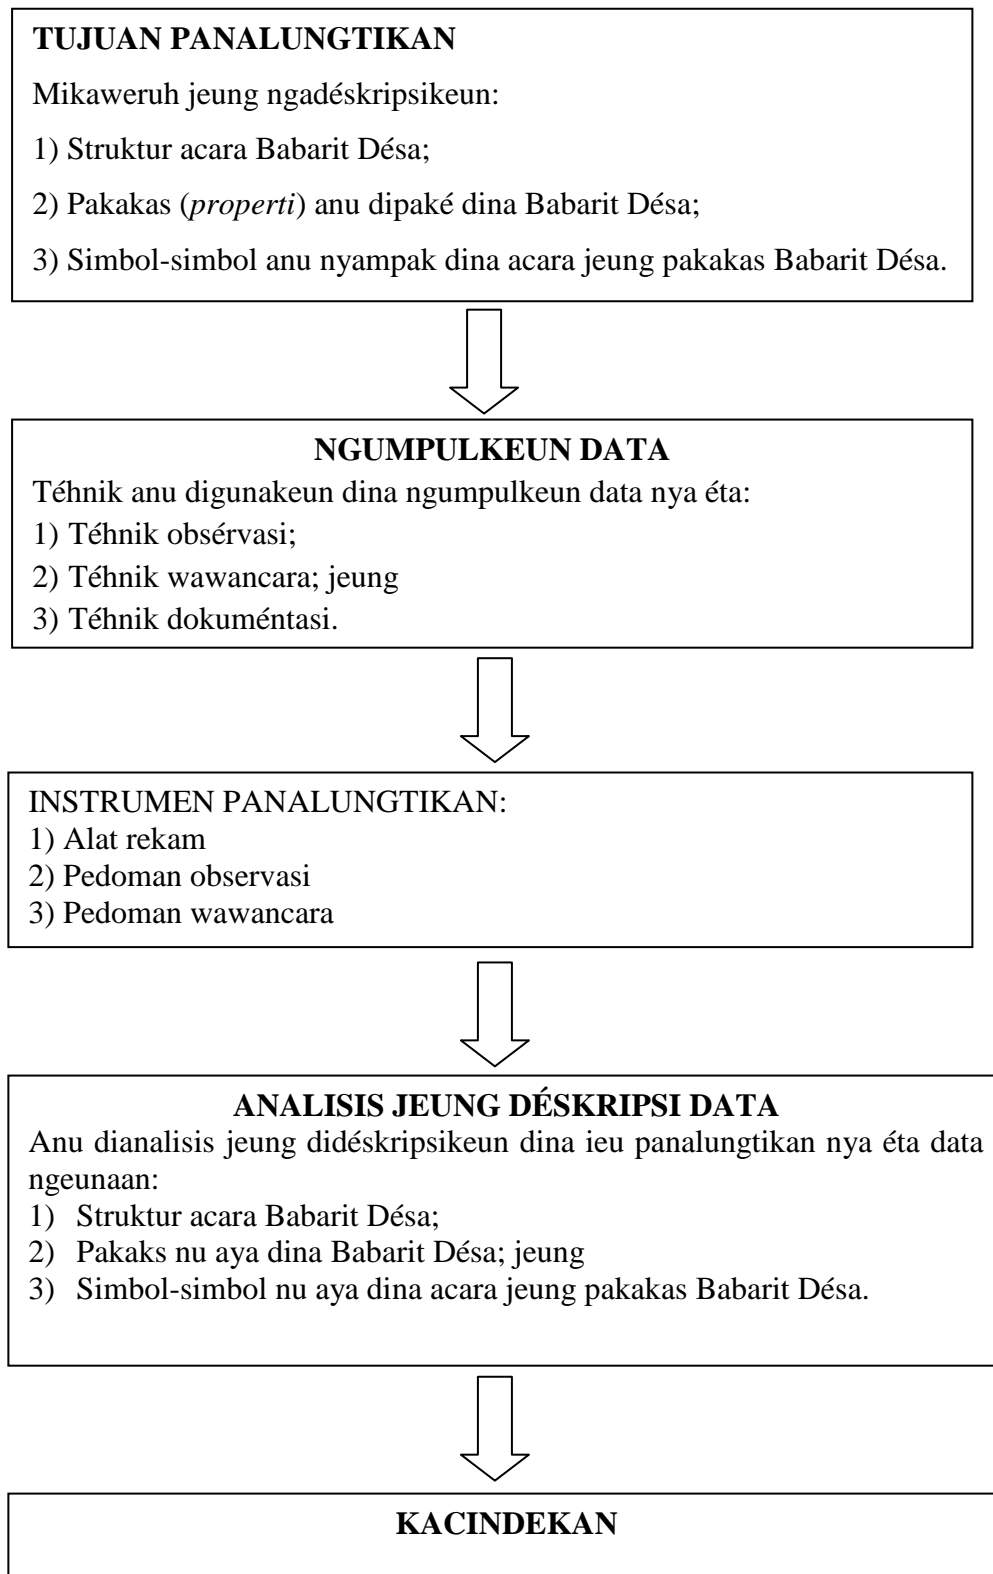 TUJUAN PANALUNGTIKAN
Mikaweruh jeung ngadéskripsikeun:
1) Struktur acara Babarit Désa;
2) Pakakas (properti) anu dipaké dina Babarit Désa;
3) Simbol-simbol anu nyampak dina acara jeung pakakas Babarit Désa.
NGUMPULKEUN DATA
Téhnik anu digunakeun dina ngumpulkeun data nya éta:
1) Téhnik obsérvasi;
2) Téhnik wawancara; jeung
3) Téhnik dokuméntasi.
INSTRUMEN PANALUNGTIKAN:
1) Alat rekam
2) Pedoman observasi
3) Pedoman wawancara
ANALISIS JEUNG DÉSKRIPSI DATA
Anu dianalisis jeung didéskripsikeun dina ieu panalungtikan nya éta data
ngeunaan:
1) Struktur acara Babarit Désa;
2) Pakaks nu aya dina Babarit Désa; jeung
3) Simbol-simbol nu aya dina acara jeung pakakas Babarit Désa.
KACINDEKAN